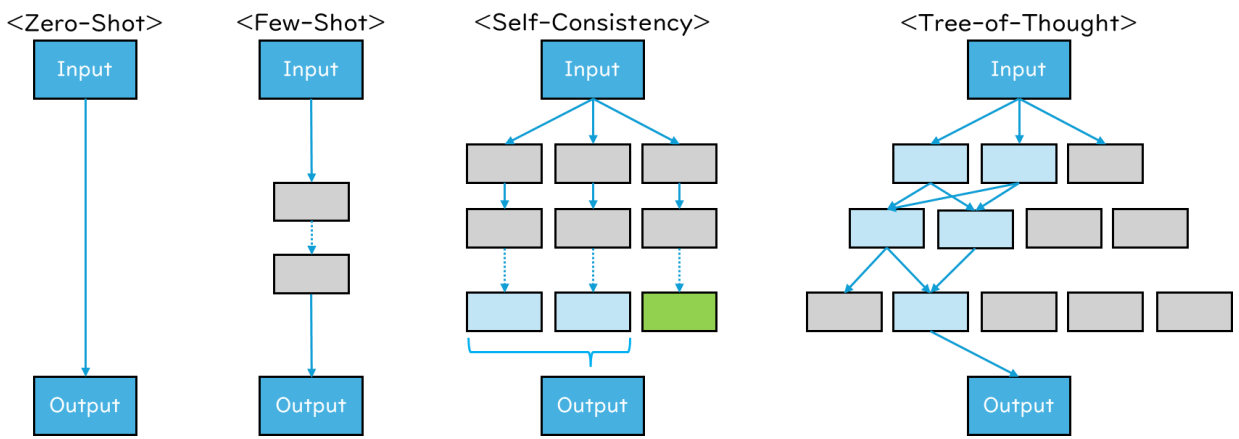 <Zero-Shot>
<Few-Shot>
<Self-Consistency>
<Tree-of-Thought>
Input
Input
Input
Input
Output
Output
Output
Output